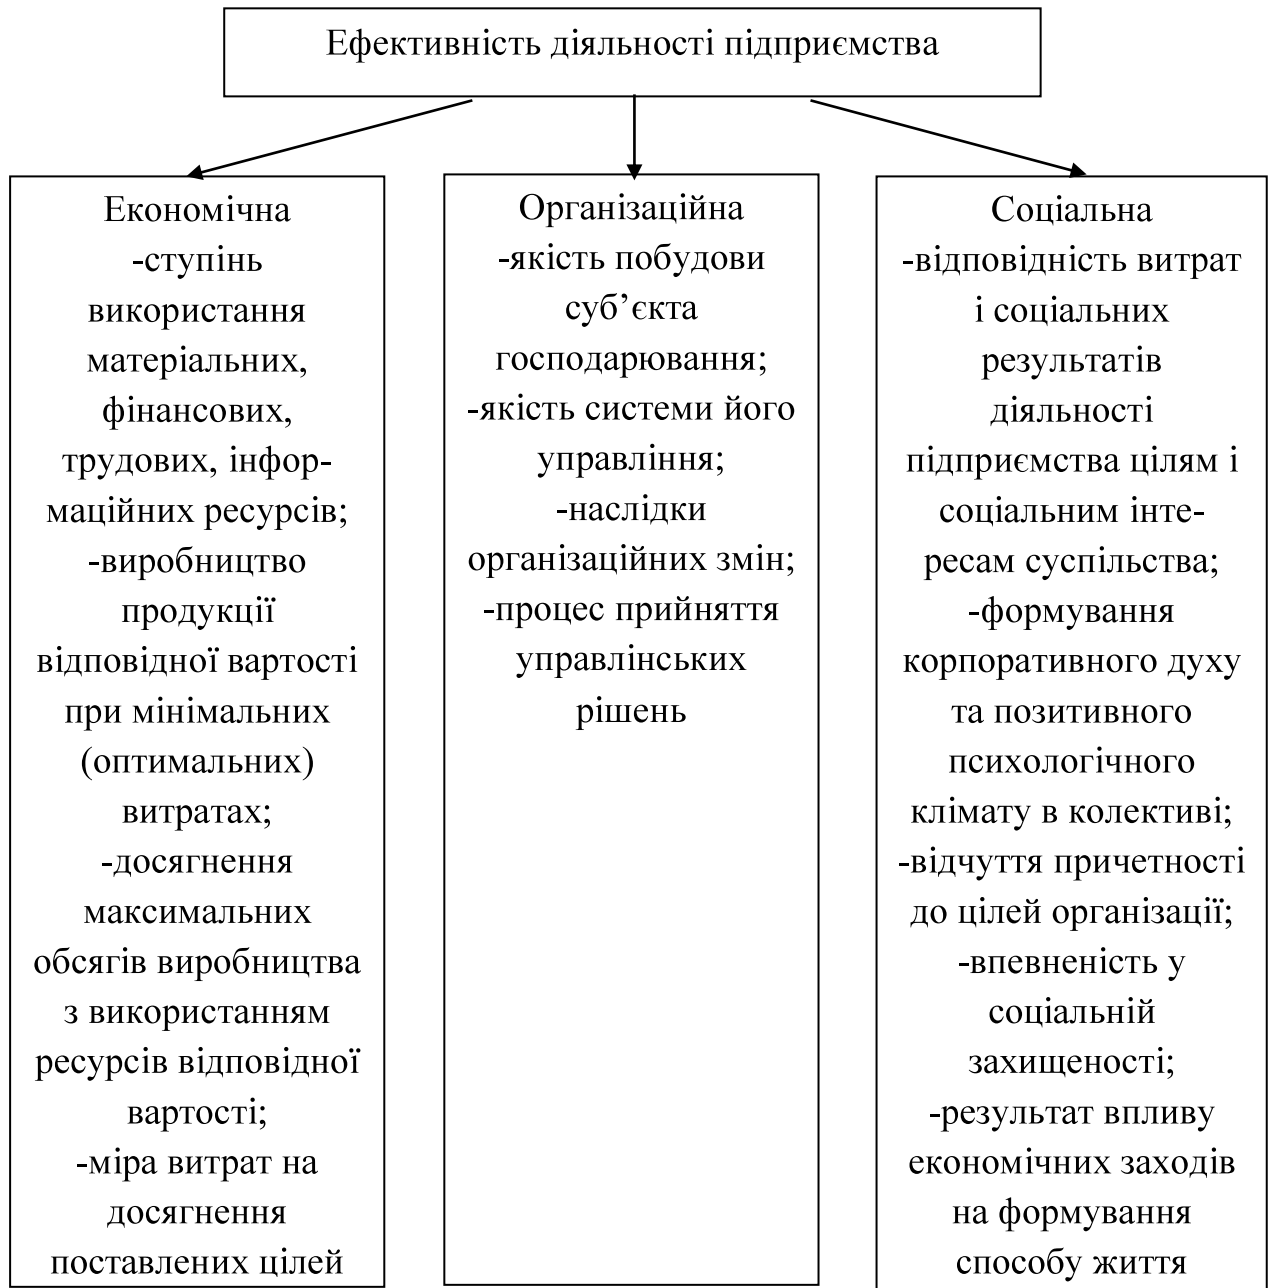 Ефективність діяльності підприємства
Економічна
-ступінь
використання
матеріальних,
фінансових,
трудових, інфор-
маційних ресурсів;
-виробництво
продукції
відповідної вартості
при мінімальних
(оптимальних)
витратах;
-досягнення
максимальних
обсягів виробництва
з використанням
ресурсів відповідної
вартості;
-міра витрат на
досягнення
поставлених цілей
Організаційна
-якість побудови
суб’єкта
господарювання;
-якість системи його
управління;
-наслідки
організаційних змін;
-процес прийняття
управлінських
рішень
Соціальна
-відповідність витрат
і соціальних
результатів
діяльності
підприємства цілям і
соціальним інте-
ресам суспільства;
-формування
корпоративного духу
та позитивного
психологічного
клімату в колективі;
-відчуття причетності
до цілей організації;
-впевненість у
соціальній
захищеності;
-результат впливу
економічних заходів
на формування
способу життя